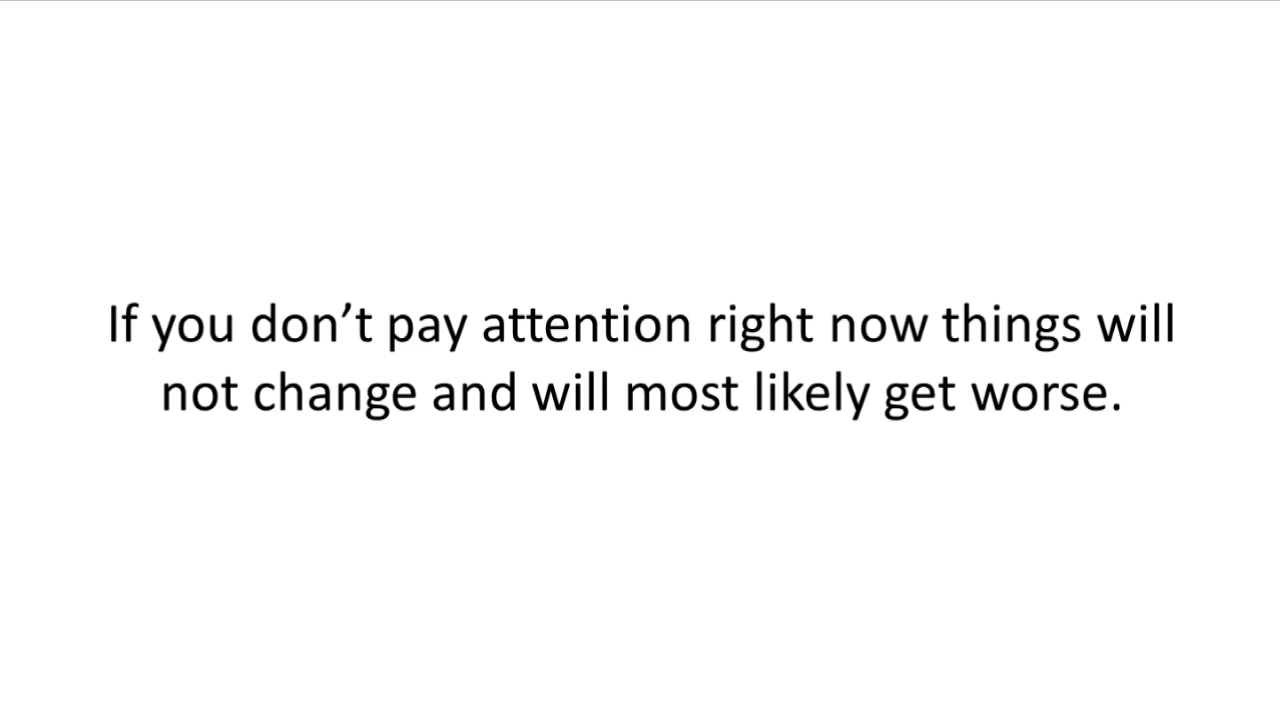 If you don’t pay attention right now things will
not change and will most likely get worse.